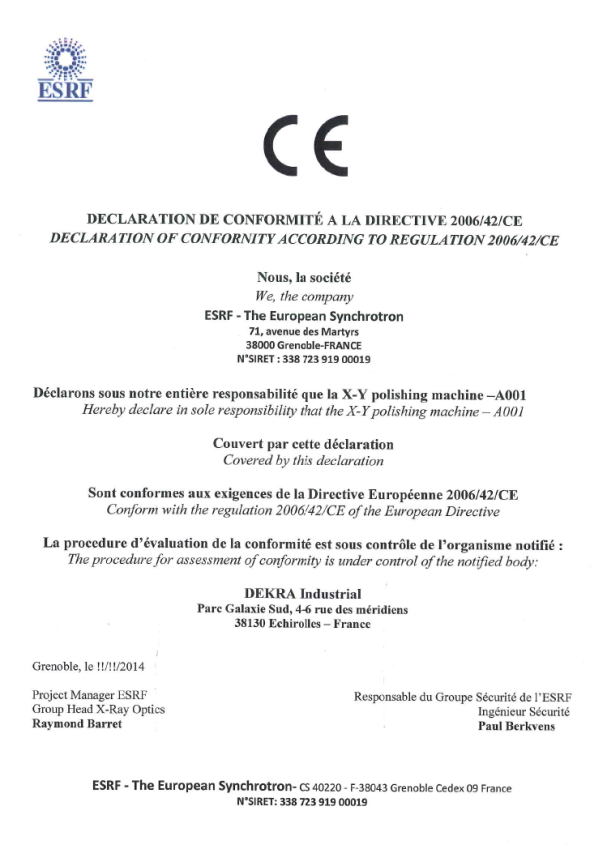 ESRF
CE
DECLARATION DE CONFORMITÉ A LA DIRECTIVE 2006/42/CE
DECLARATION OF CONFORNITY ACCORDING TO REGULATION 2006/42/CE
Nous, la société
We, the company
ESRF - The European Synchrotron
71, avenue des Martyrs
38000 Grenoble-FRANCE
N°SIRET : 338 723 919 00019
Déclarons sous notre entière responsabilité que la X-Y polishing machine –A001
Hereby declare in sole responsibility that the X-Y polishing machine – A001
Couvert par cette déclaration
Covered by this declaration
Sont conformes aux exigences de la Directive Européenne 2006/42/CE
Conform with the regulation 2006/42/CE of the European Directive
La procedure d'évaluation de la conformité est sous contrôle de l'organisme notifié :
The procedure for assessment of conformity is under control of the notified body:
DEKRA Industrial
Parc Galaxie Sud, 4-6 rue des méridiens
38130 Echirolles – France
Grenoble, le !!/!!/2014
Project Manager ESRF
Group Head X-Ray Optics
Raymond Barret
Responsable du Groupe Sécurité de l'ESRF
Ingénieur Sécurité
Paul Berkvens
ESRF - The European Synchrotron- CS 40220 - F-38043 Grenoble Cedex 09 France
N°SIRET: 338 723 919 00019